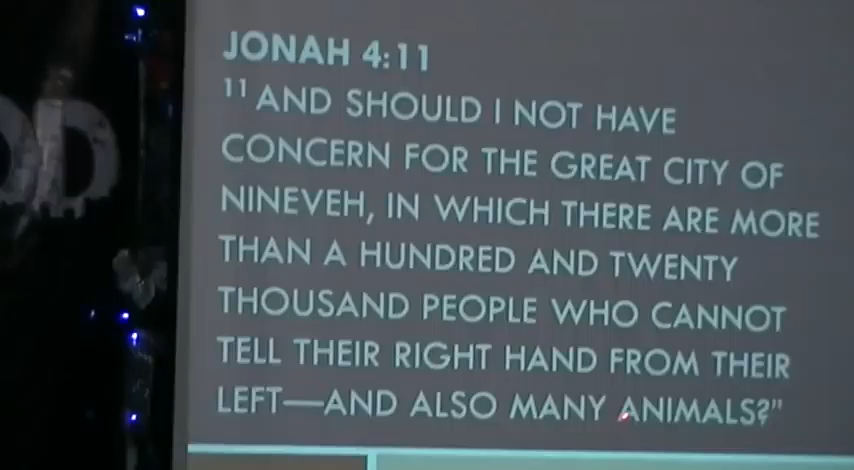 OD
JONAH 4:11
11 AND SHOULD I NOT HAVE
CONCERN FOR THE GREAT CITY OF
NINEVEH, IN WHICH THERE ARE MORE
THAN A HUNDRED AND TWENTY
THOUSAND PEOPLE WHO CANNOT
TELL THEIR RIGHT HAND FROM THEIR
LEFT—AND ALSO MANY ANIMALS?"